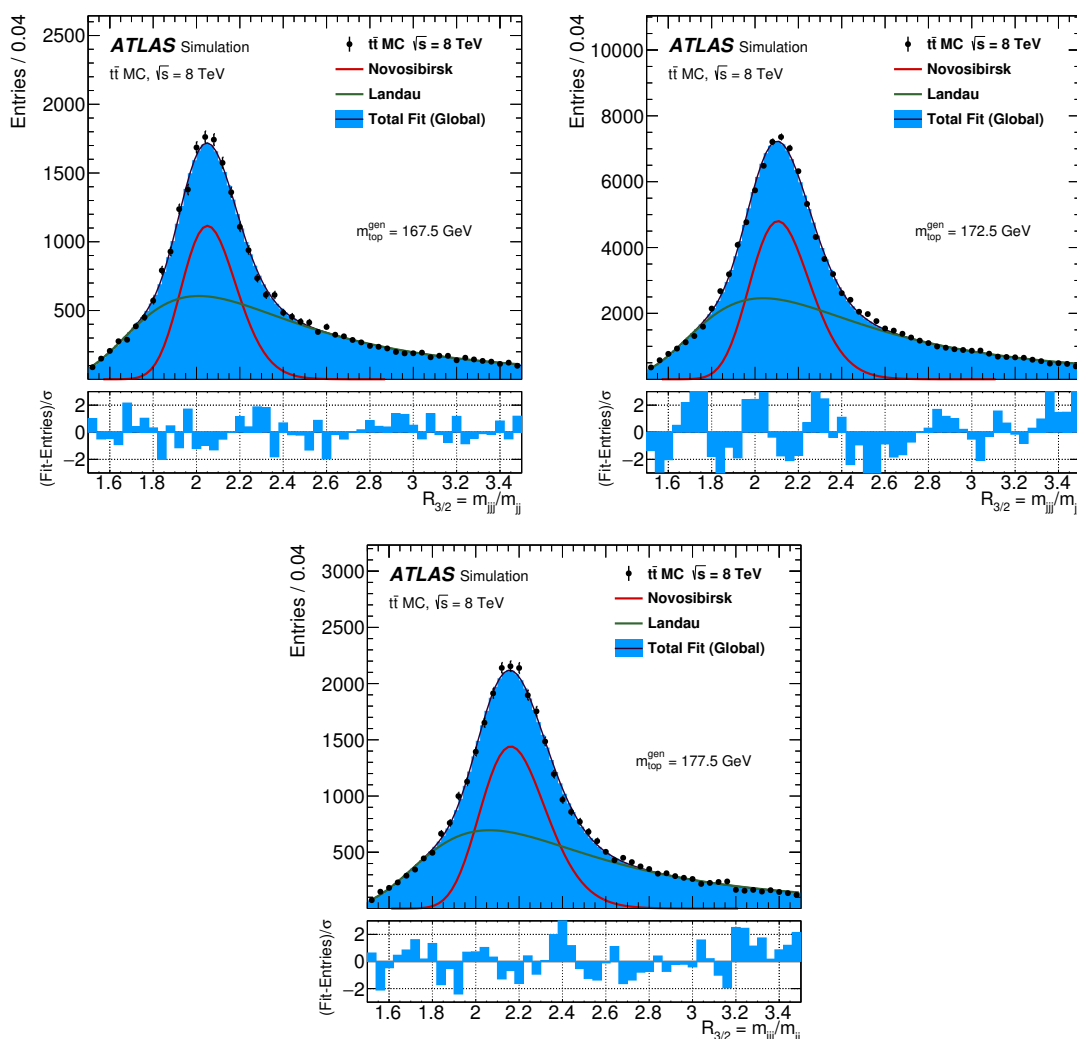 Entries / 0.04
2500
2000
1500
1000
500
ATLAS Simulation
tt̄ MC, √s = 8 TeV
tt̄ MC √s = 8 TeV
Novosibirsk
Landau
Total Fit (Global)
m_top^gen = 167.5 GeV
(Fit-Entries)/σ
2
0
−2
1.6 1.8 2 2.2 2.4 2.6 2.8 3 3.2 3.4
R_3/2 = m_jjj/m_jj
Entries / 0.04
10000
8000
6000
4000
2000
ATLAS Simulation
tt̄ MC, √s = 8 TeV
tt̄ MC √s = 8 TeV
Novosibirsk
Landau
Total Fit (Global)
m_top^gen = 172.5 GeV
(Fit-Entries)/σ
2
0
−2
1.6 1.8 2 2.2 2.4 2.6 2.8 3 3.2 3.4
R_3/2 = m_jjj/m_jj
Entries / 0.04
3000
2500
2000
1500
1000
500
ATLAS Simulation
tt̄ MC, √s = 8 TeV
tt̄ MC √s = 8 TeV
Novosibirsk
Landau
Total Fit (Global)
m_top^gen = 177.5 GeV
(Fit-Entries)/σ
2
0
−2
1.6 1.8 2 2.2 2.4 2.6 2.8 3 3.2 3.4
R_3/2 = m_jjj/m_jj